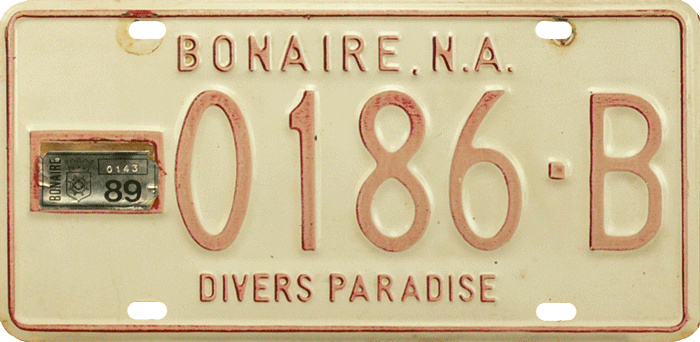 BONAIRE, N.A.
BONAIRE
0143
89
0186·B
DIVERS PARADISE